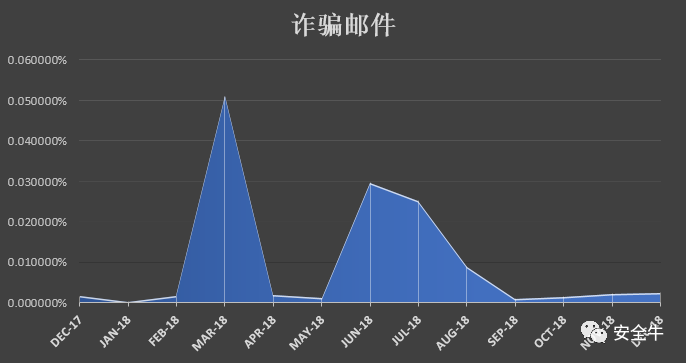 诈骗邮件
0.060000%
0.050000%
0.040000%
0.030000%
0.020000%
0.010000%
0.000000%
DEC-17
JAN-18
FEB-18
MAR-18
APR-18
MAY-18
JUN-18
JUL-18
AUG-18
SEP-18
OCT-18
安全牛